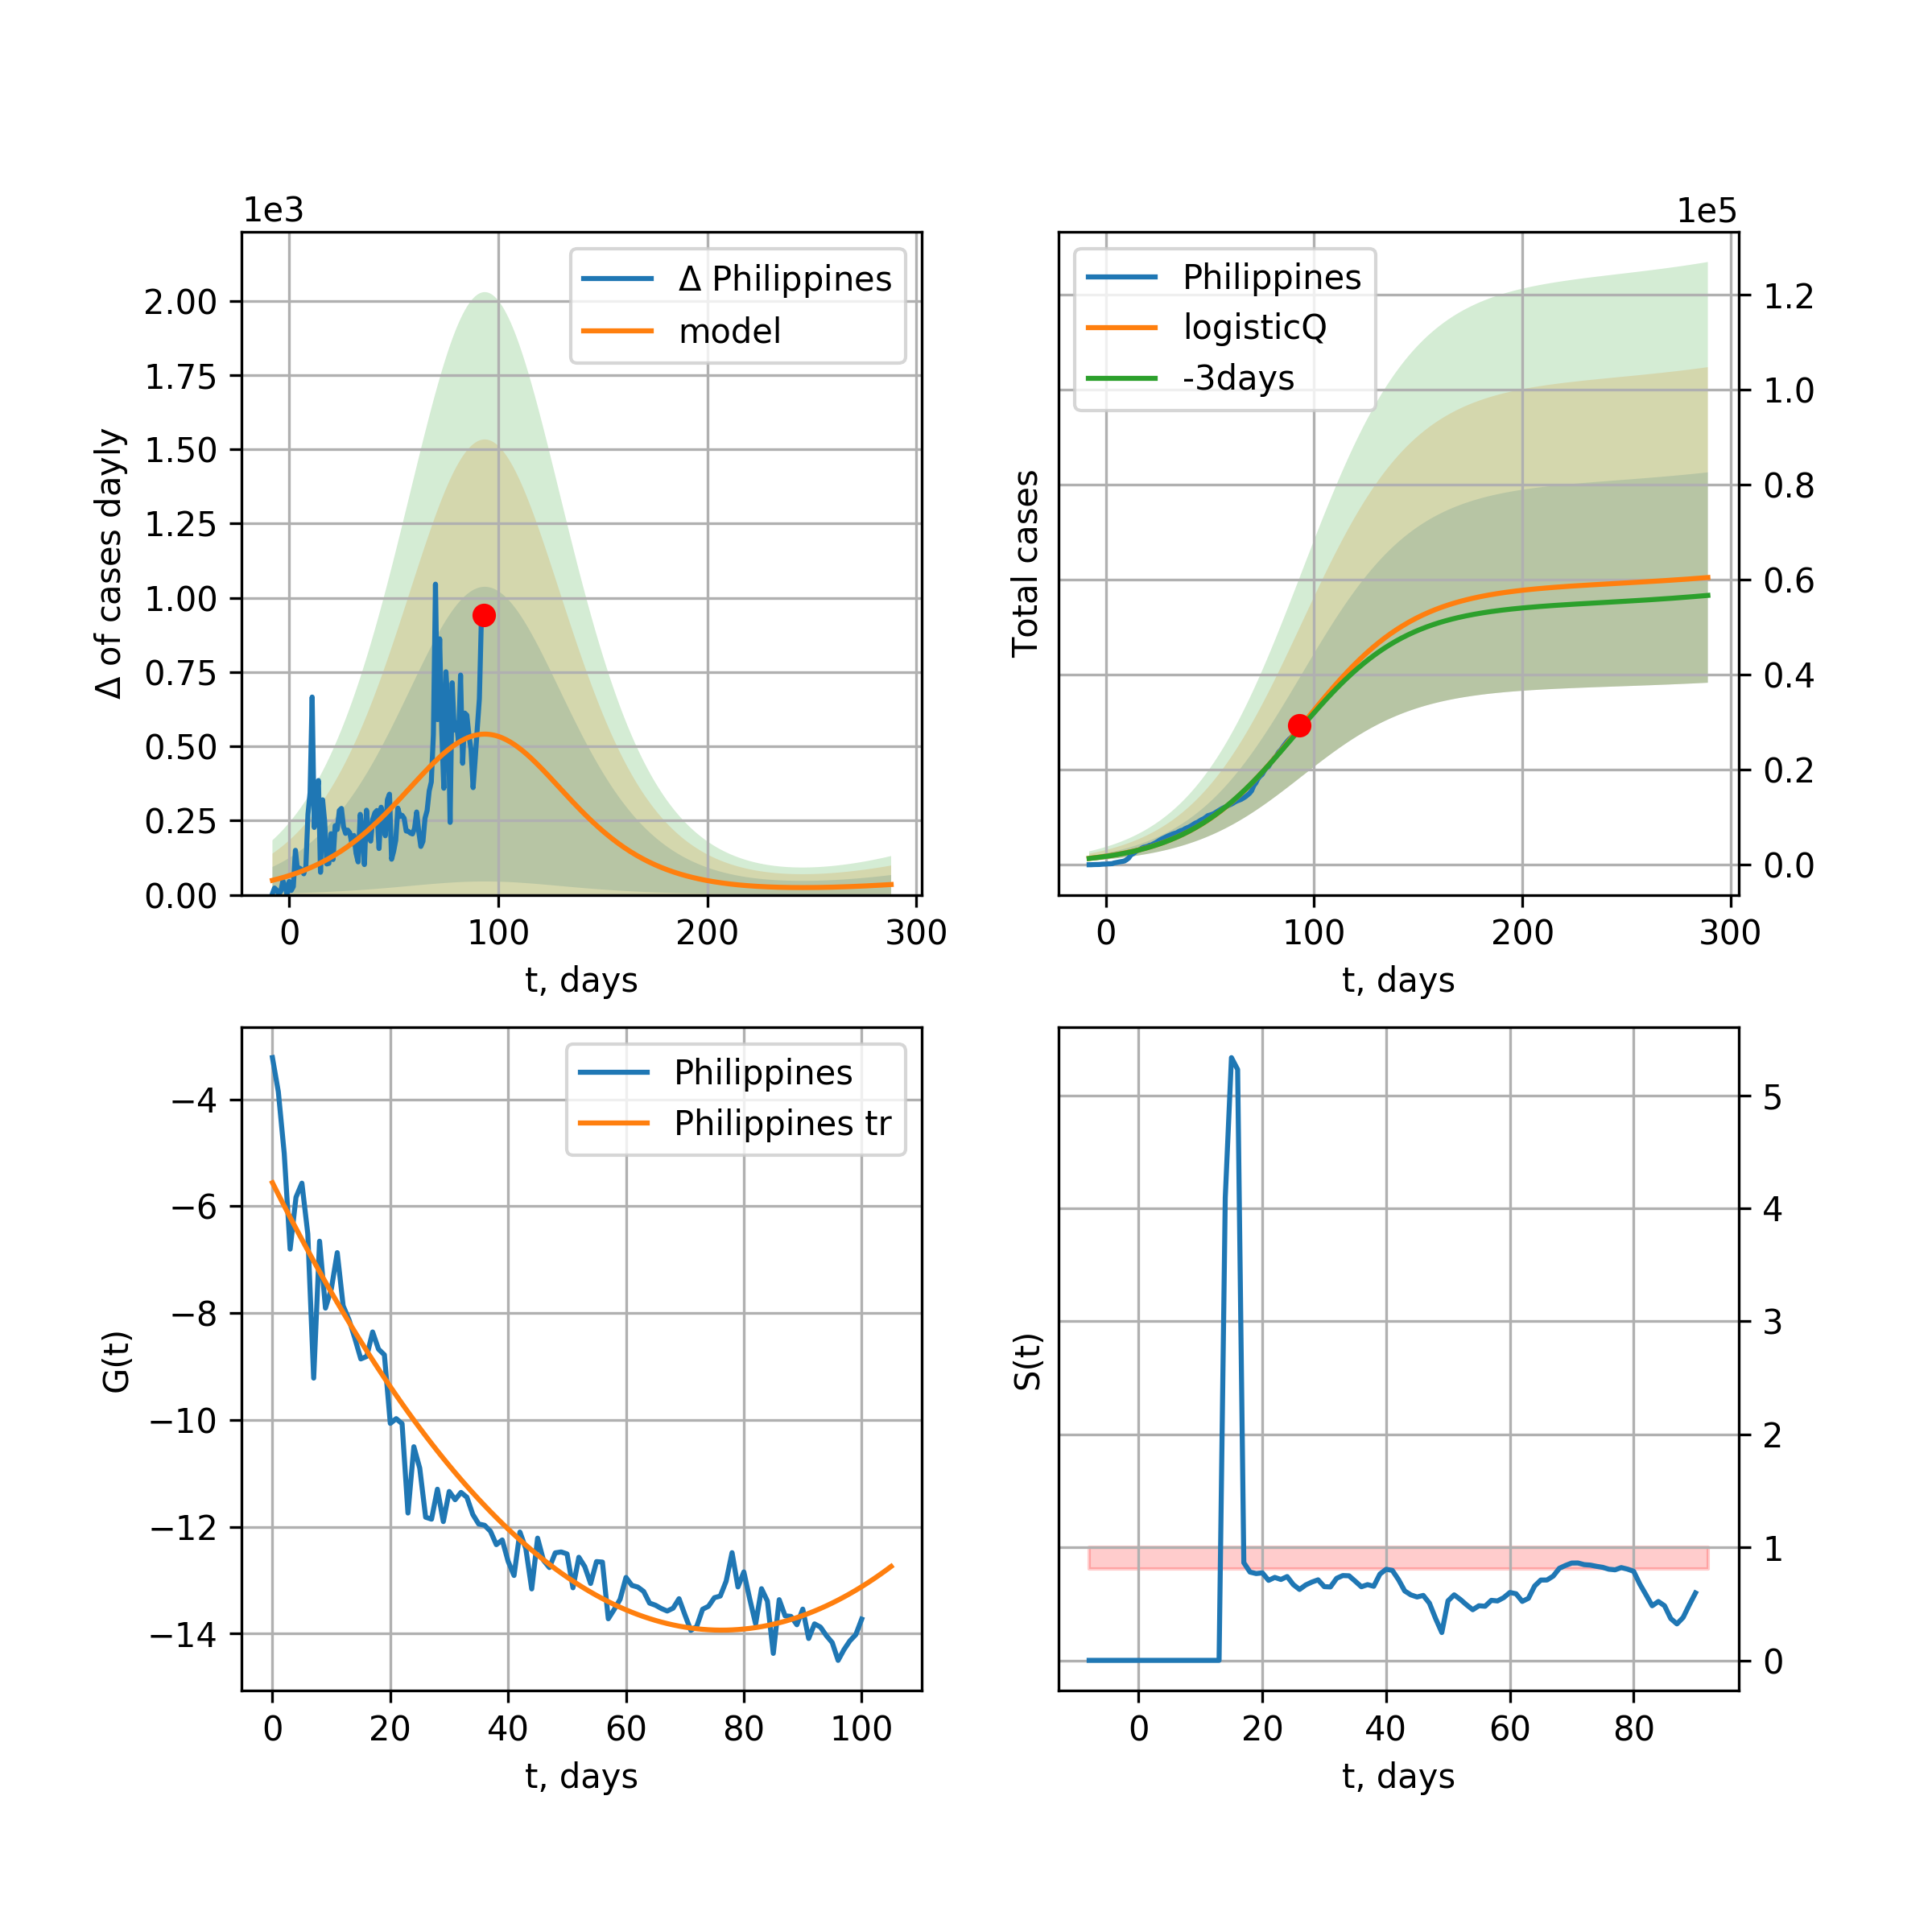 1e3
Δ of cases dayly
2.00
1.75
1.50
1.25
1.00
0.75
0.50
0.25
0.00
Δ Philippines
model
0 100 200 300
t, days
1e5
Total cases
Philippines
logisticQ
-3days
1.2
1.0
0.8
0.6
0.4
0.2
0.0
0 100 200 300
t, days
G(t)
−4
−6
−8
−10
−12
−14
Philippines
Philippines tr
0 20 40 60 80 100
t, days
S(t)
5
4
3
2
1
0
0 20 40 60 80
t, days